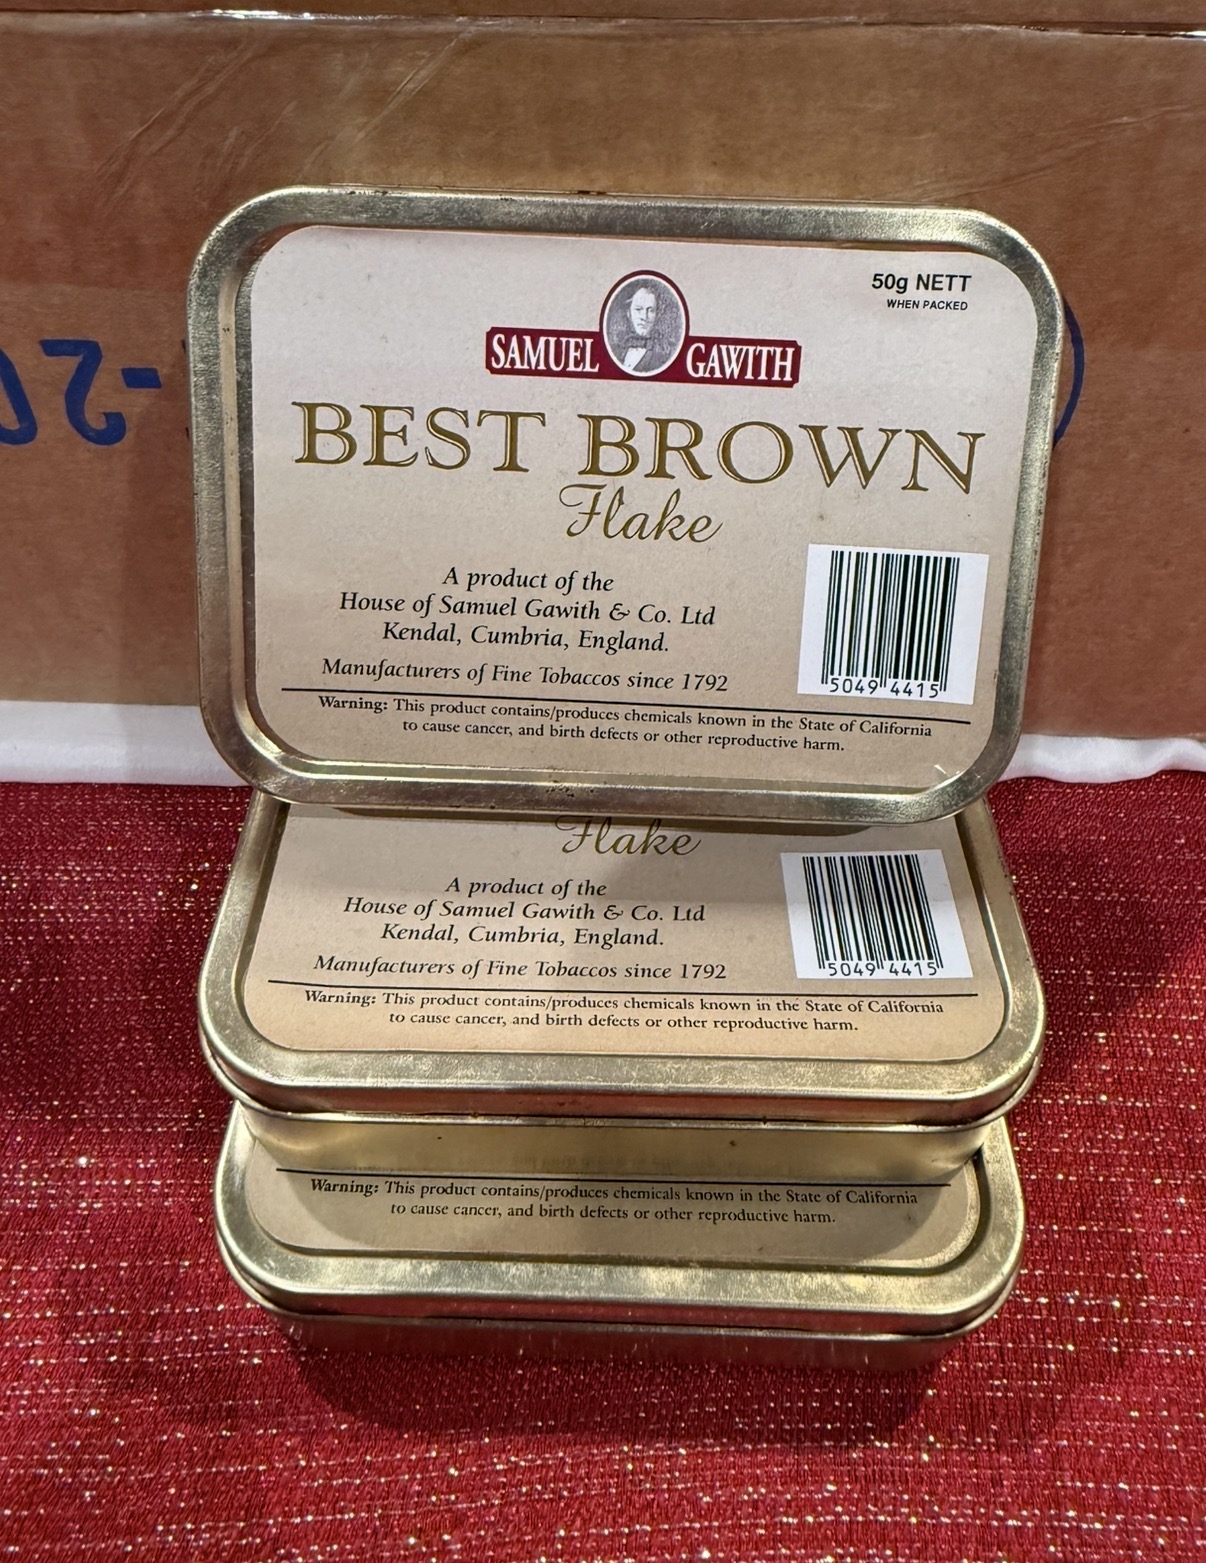 50g NETT
WHEN PACKED
SAMUEL GAWITH
BEST BROWN
Flake
A product of the
House of Samuel Gawith & Co. Ltd
Kendal, Cumbria, England.
Manufacturers of Fine Tobaccos since 1792
5049 4415
Warning: This product contains/produces chemicals known in the State of California
to cause cancer, and birth defects or other reproductive harm.
Flake
A product of the
House of Samuel Gawith & Co. Ltd
Kendal, Cumbria, England.
Manufacturers of Fine Tobaccos since 1792
5049 4415
Warning: This product contains/produces chemicals known in the State of California
to cause cancer, and birth defects or other reproductive harm.
Warning: This product contains/produces chemicals known in the State of California
to cause cancer, and birth defects or other reproductive harm.